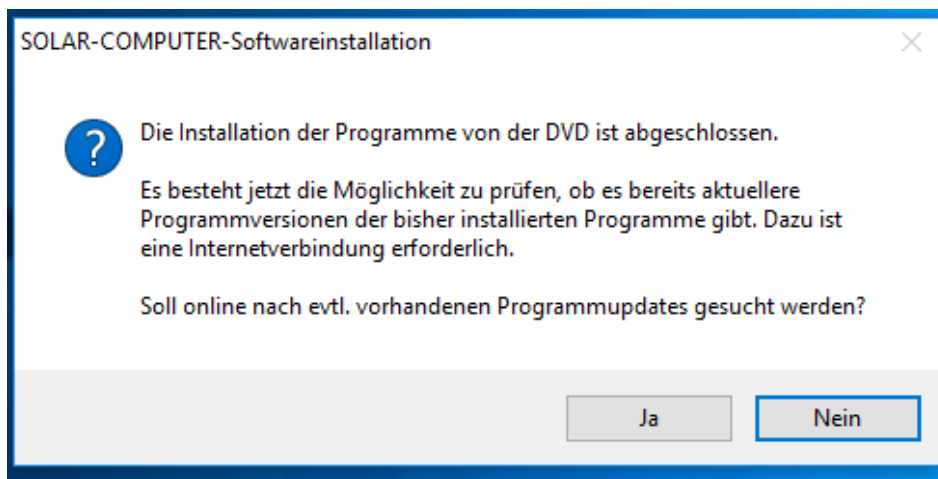 SOLAR-COMPUTER-Softwareinstallation
?
Die Installation der Programme von der DVD ist abgeschlossen.
Es besteht jetzt die Möglichkeit zu prüfen, ob es bereits aktuellere
Programmversionen der bisher installierten Programme gibt. Dazu ist
eine Internetverbindung erforderlich.
Soll online nach evtl. vorhandenen Programmupdates gesucht werden?
Ja
Nein